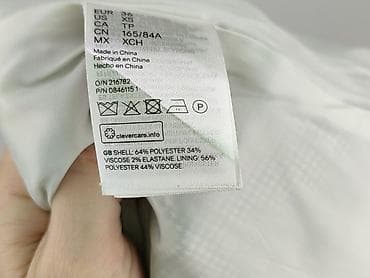 EUR 36
US XS
CA TP
CN 165/84A
MX XCH
Made in China
Fabriqué en Chine
Hecho en China
O/N 216782
P/N 0846115 1
P
clevercare.info
GB SHELL: 64% POLYESTER 34%
VISCOSE 2% ELASTANE. LINING: 56%
POLYESTER 44% VISCOSE.